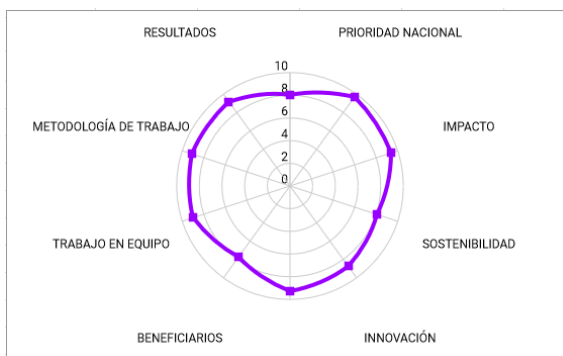 RESULTADOS
PRIORIDAD NACIONAL
10
8
6
4
2
0
METODOLOGÍA DE TRABAJO
IMPACTO
TRABAJO EN EQUIPO
SOSTENIBILIDAD
BENEFICIARIOS
INNOVACIÓN